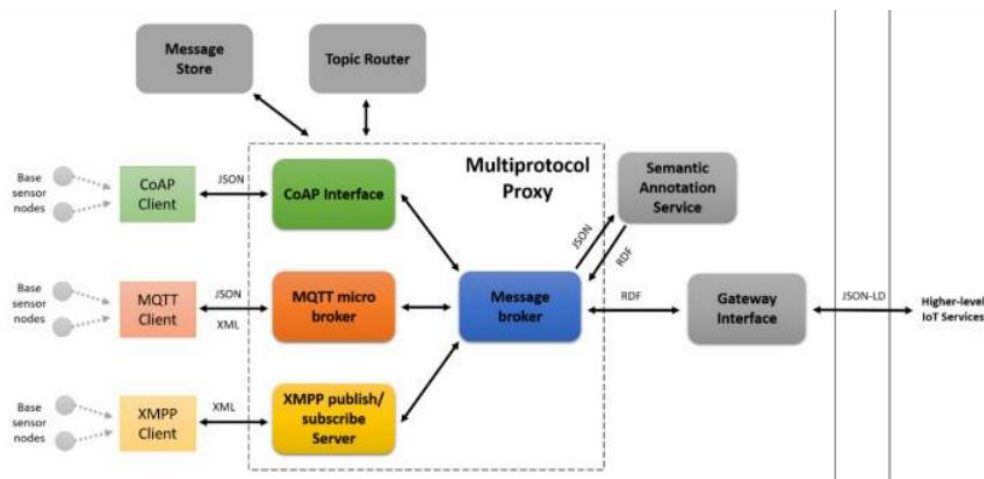 Message
Store
Topic Router
Multiprotocol
Proxy
Base
sensor
nodes
CoAP
Client
JSON
CoAP Interface
Semantic
Annotation
Service
JSON
RDF
Base
sensor
nodes
MQTT
Client
JSON
XML
MQTT micro
broker
Message
broker
RDF
Gateway
Interface
JSON-LD
Higher-level
IoT Services
Base
sensor
nodes
XMPP
Client
XML
XMPP publish/
subscribe
Server